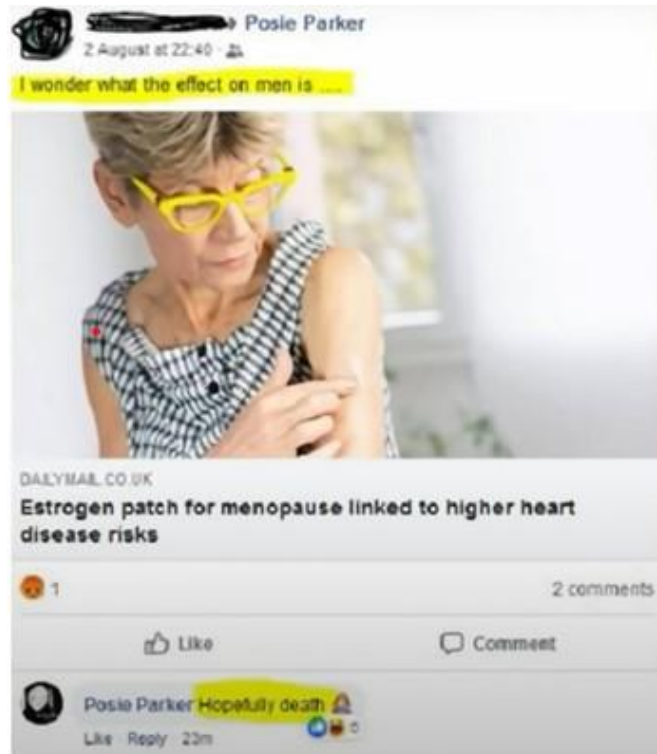 Posie Parker
2 August at 22:40
I wonder what the effect on men is ....
DAILYMAIL.CO.UK
Estrogen patch for menopause linked to higher heart
disease risks
1
2 comments
Like
Comment
Posie Parker Hopefully death
Like Reply 23m
6